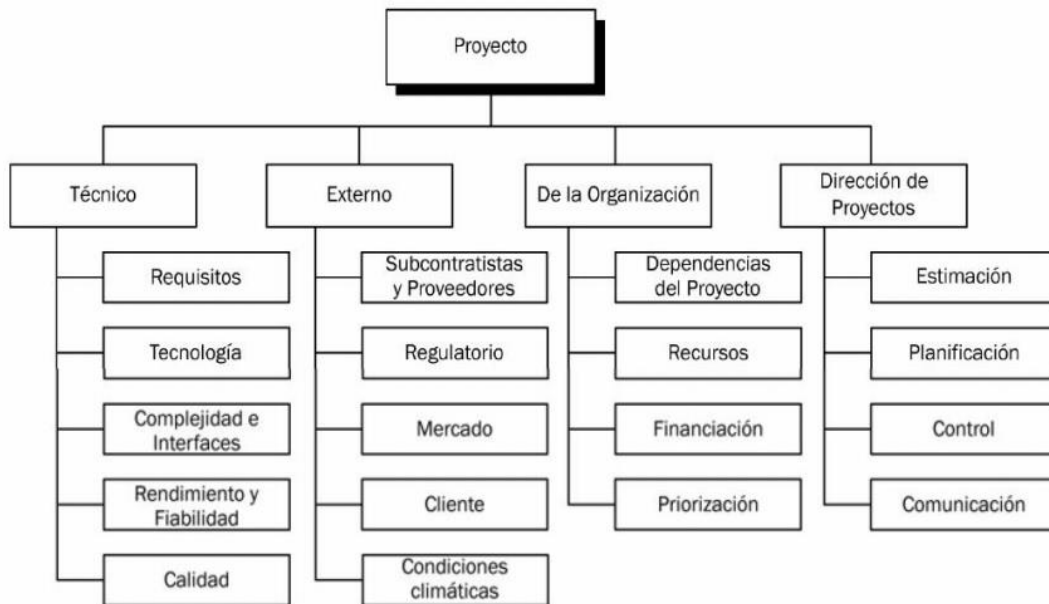 Proyecto
Técnico
Externo
De la Organización
Dirección de
Proyectos
Requisitos
Tecnología
Complejidad e
Interfaces
Rendimiento y
Fiabilidad
Calidad
Subcontratistas
y Proveedores
Regulatorio
Mercado
Cliente
Condiciones
climáticas
Dependencias
del Proyecto
Recursos
Financiación
Priorización
Estimación
Planificación
Control
Comunicación